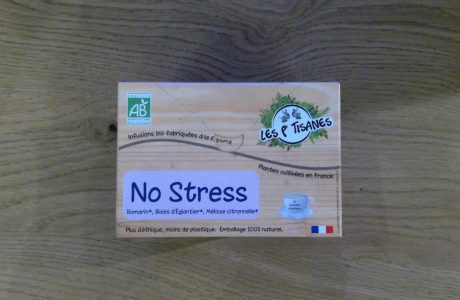 AB
LES P' TISANES
Infusions bio fabriquées à la ferme
Plantes cultivées en France
No Stress
Romarin*, Baies d'Églantier*, Mélisse citronnelle*
Plus d'éthique, moins de plastique. Emballage 100% naturel.